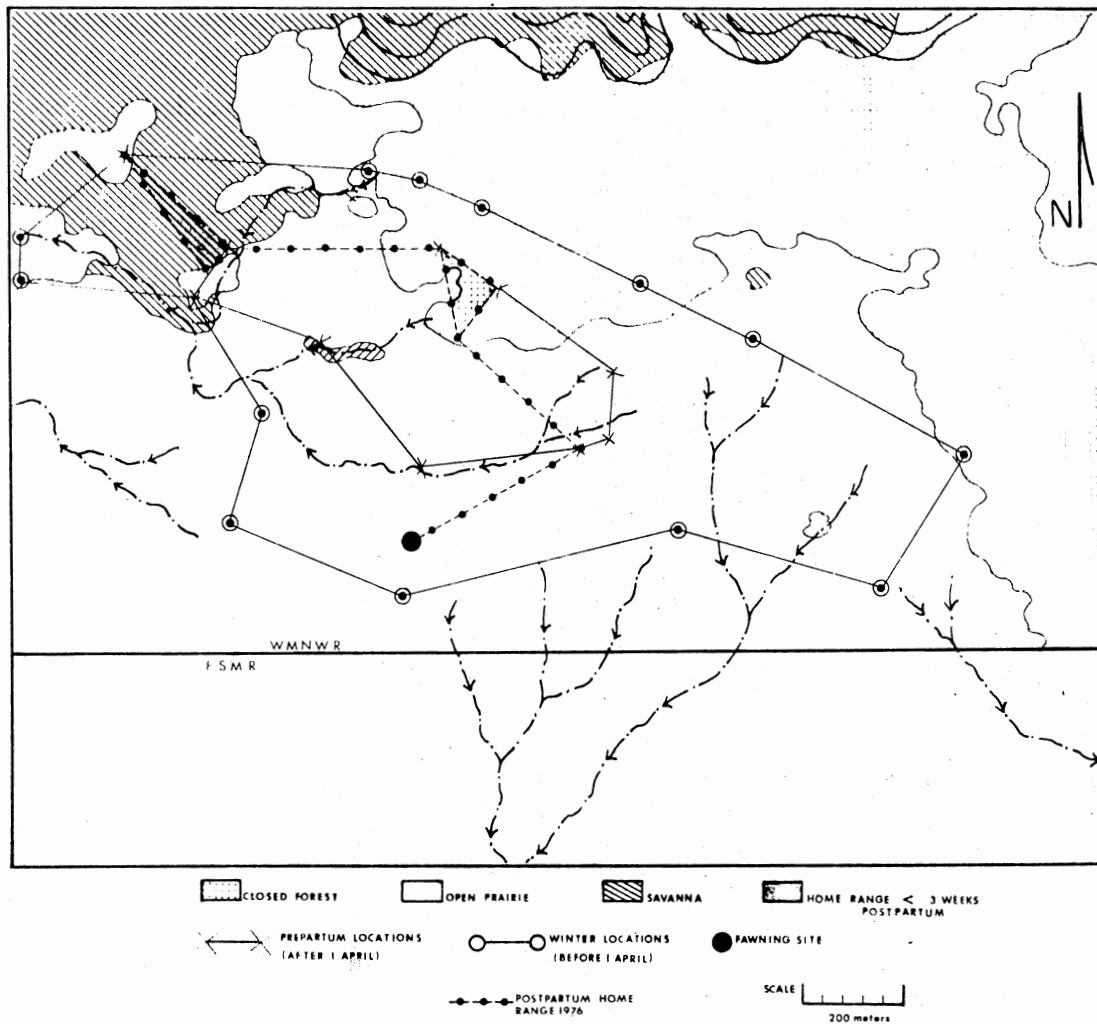 N
WMNWR
FSMR
CLOSED FOREST
OPEN PRAIRIE
SAVANNA
HOME RANGE < 3 WEEKS
POSTPARTUM
PREPARTUM LOCATIONS
(AFTER 1 APRIL)
WINTER LOCATIONS
(BEFORE 1 APRIL)
FAWNING SITE
POSTPARTUM HOME
RANGE 1976
SCALE
200 meters